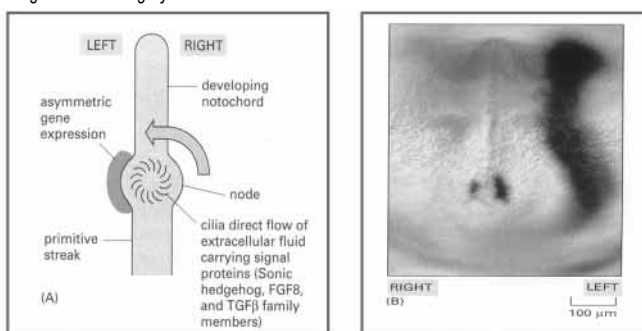 LEFT
RIGHT
developing
notochord
asymmetric
gene
expression
node
cilia direct flow of
extracellular fluid
carrying signal
proteins (Sonic
hedgehog, FGF8,
and TGFβ family
members)
primitive
streak
(A)
RIGHT
LEFT
(B)
100 μm